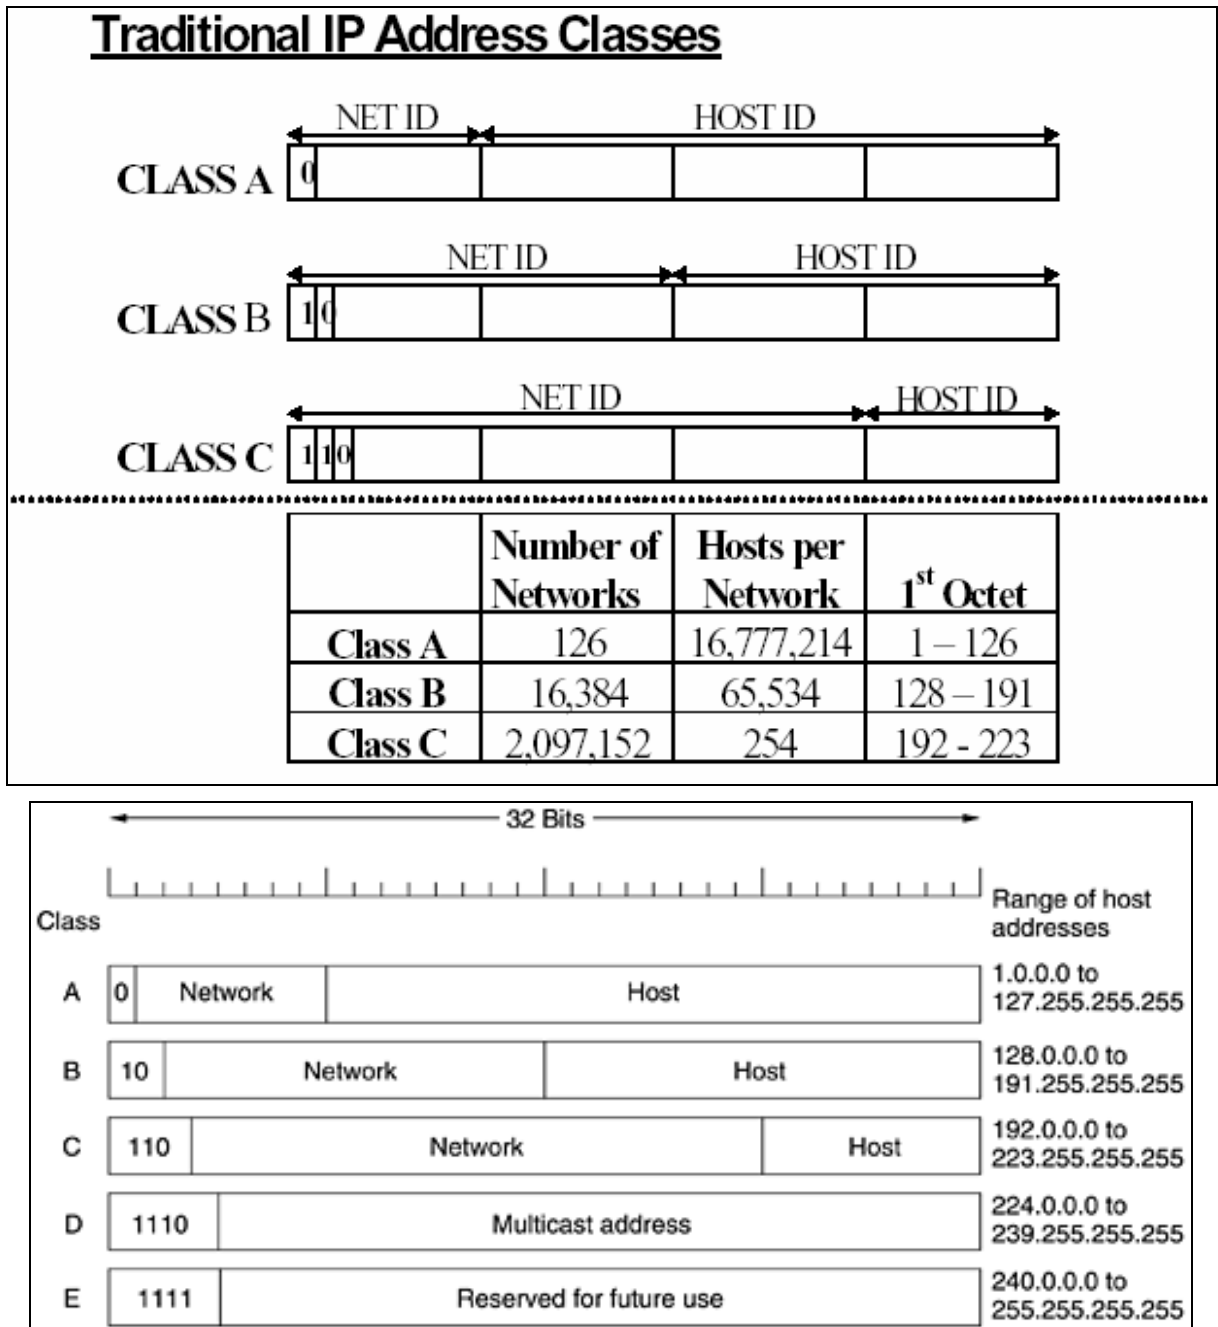 Traditional IP Address Classes
NET ID HOST ID
CLASS A 0
NET ID HOST ID
CLASS B 1 0
NET ID HOST ID
CLASS C 1 1 0
Number of Networks Hosts per Network 1st Octet
Class A 126 16,777,214 1 – 126
Class B 16,384 65,534 128 – 191
Class C 2,097,152 254 192 - 223
32 Bits
Class
Range of host
addresses
A 0 Network Host 1.0.0.0 to
127.255.255.255
B 10 Network Host 128.0.0.0 to
191.255.255.255
C 110 Network Host 192.0.0.0 to
223.255.255.255
D 1110 Multicast address 224.0.0.0 to
239.255.255.255
E 1111 Reserved for future use 240.0.0.0 to
255.255.255.255